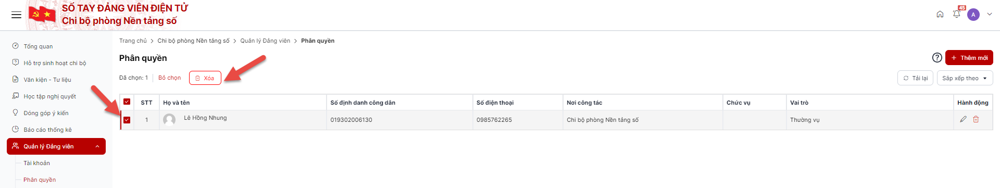 SỔ TAY ĐẢNG VIÊN ĐIỆN TỬ
Chi bộ phòng Nền tảng số
45
A
Tổng quan
Hỗ trợ sinh hoạt chi bộ
Văn kiện - Tư liệu
Học tập nghị quyết
Đóng góp ý kiến
Báo cáo thống kê
Quản lý Đảng viên
Tài khoản
Phân quyền
Trang chủ > Chi bộ phòng Nền tảng số > Quản lý Đảng viên > Phân quyền
Phân quyền
? + Thêm mới
Đã chọn: 1 Bỏ chọn Xóa
Tải lại Sắp xếp theo
STT Họ và tên Số định danh công dân Số điện thoại Nơi công tác Chức vụ Vai trò Hành động
1 Lê Hồng Nhung 019302006130 0985762265 Chi bộ phòng Nền tảng số Thường vụ